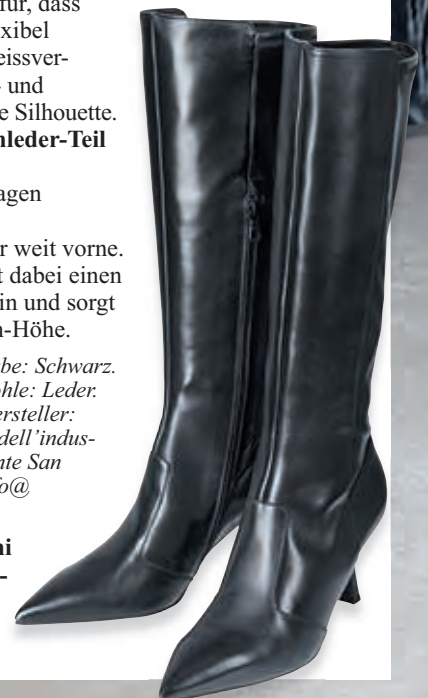 für, dass
xibel
eissver-
und
e Silhouette.
nleder-Teil
agen
r weit vorne.
t dabei einen
in und sorgt
n-Höhe.
be: Schwarz.
ohle: Leder.
ersteller:
dell’indus-
nte San
fo@
ni
-